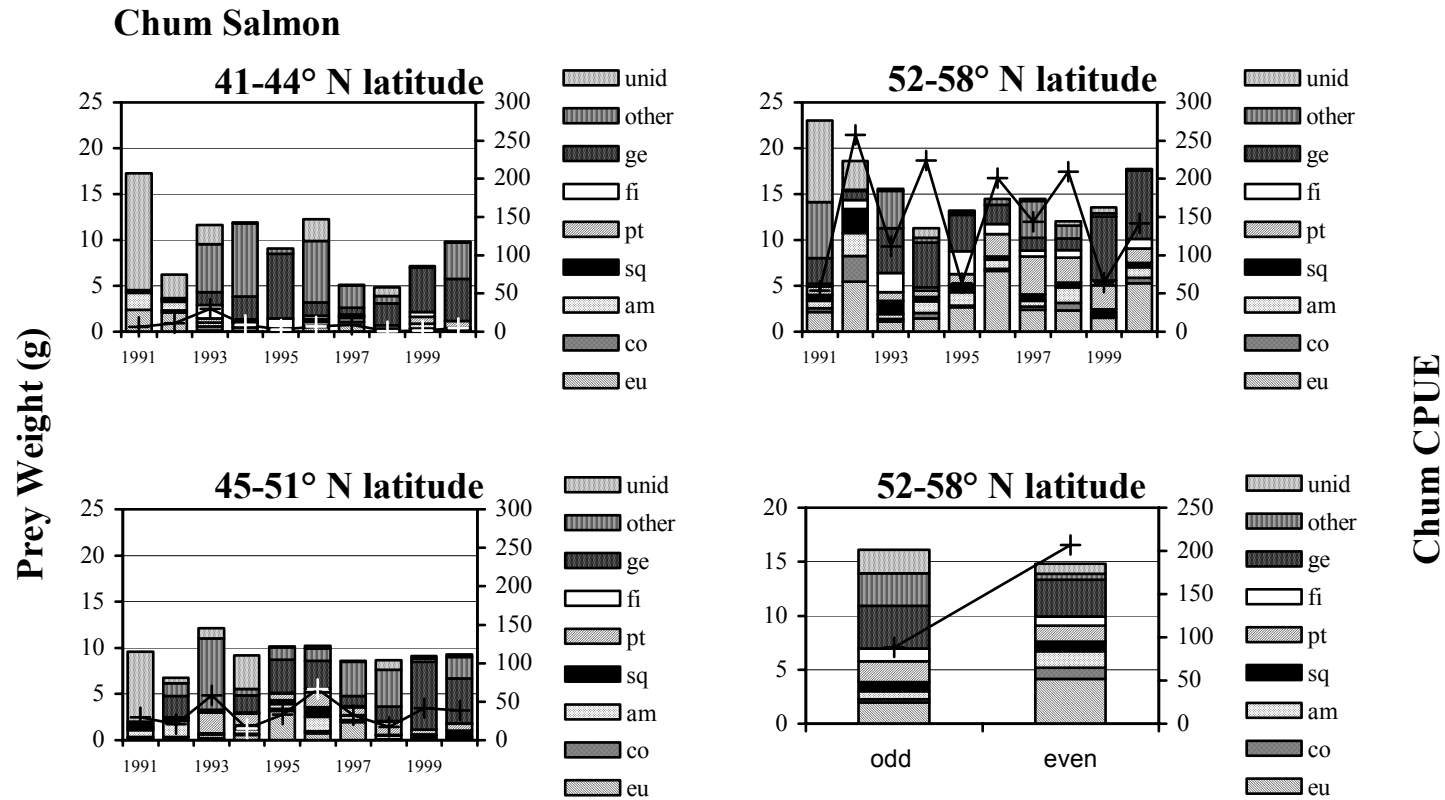 Chum Salmon
41-44° N latitude
25
20
15
10
5
0
300
250
200
150
100
50
0
1991 1993 1995 1997 1999
unid
other
ge
fi
pt
sq
am
co
eu
52-58° N latitude
25
20
15
10
5
0
300
250
200
150
100
50
0
1991 1993 1995 1997 1999
unid
other
ge
fi
pt
sq
am
co
eu
Prey Weight (g)
Chum CPUE
45-51° N latitude
25
20
15
10
5
0
300
250
200
150
100
50
0
1991 1993 1995 1997 1999
unid
other
ge
fi
pt
sq
am
co
eu
52-58° N latitude
20
15
10
5
0
250
200
150
100
50
0
odd even
unid
other
ge
fi
pt
sq
am
co
eu